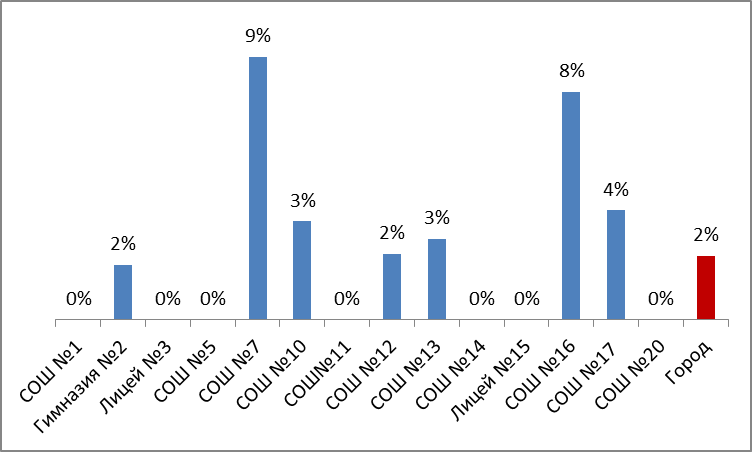 0%
2%
0%
0%
9%
3%
0%
2%
3%
0%
0%
8%
4%
0%
2%
СОШ №1
Гимназия №2
Лицей №3
СОШ №5
СОШ №7
СОШ №10
СОШ№11
СОШ №12
СОШ №13
СОШ №14
Лицей №15
СОШ №16
СОШ №17
СОШ №20
Город